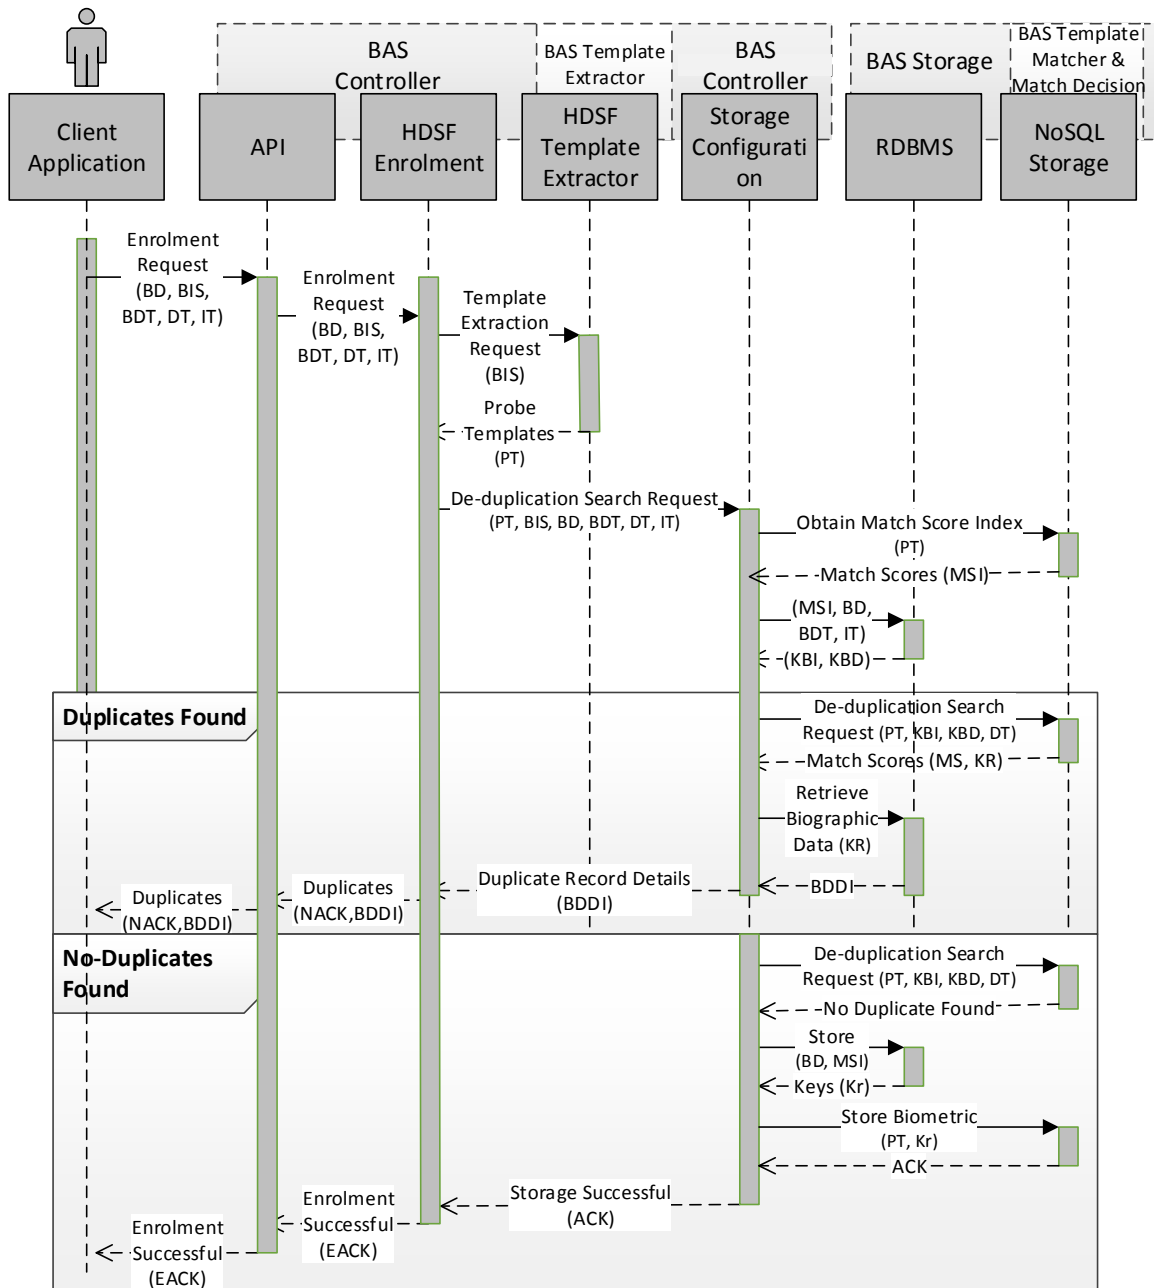 BAS
Controller
BAS Template
Extractor
BAS
Controller
BAS Storage
BAS Template
Matcher &
Match Decision
Client
Application
API
HDSF
Enrolment
HDSF
Template
Extractor
Storage
Configurati
on
RDBMS
NoSQL
Storage
Enrolment
Request
(BD, BIS,
BDT, DT, IT)
Enrolment
Request
(BD, BIS,
BDT, DT, IT)
Template
Extraction
Request
(BIS)
Probe
Templates
(PT)
De-duplication Search Request
(PT, BIS, BD, BDT, DT, IT)
Obtain Match Score Index
(PT)
Match Scores (MSI)
(MSI, BD,
BDT, IT)
(KBI, KBD)
Duplicates Found
De-duplication Search
Request (PT, KBI, KBD, DT)
Match Scores (MS, KR)
Retrieve
Biographic
Data (KR)
BDDI
Duplicate Record Details
(BDDI)
Duplicates
(NACK,BDDI)
Duplicates
(NACK,BDDI)
No-Duplicates
Found
De-duplication Search
Request (PT, KBI, KBD, DT)
No Duplicate Found
Store
(BD, MSI)
Keys (Kr)
Store Biometric
(PT, Kr)
ACK
Storage Successful
(ACK)
Enrolment
Successful
(EACK)
Enrolment
Successful
(EACK)